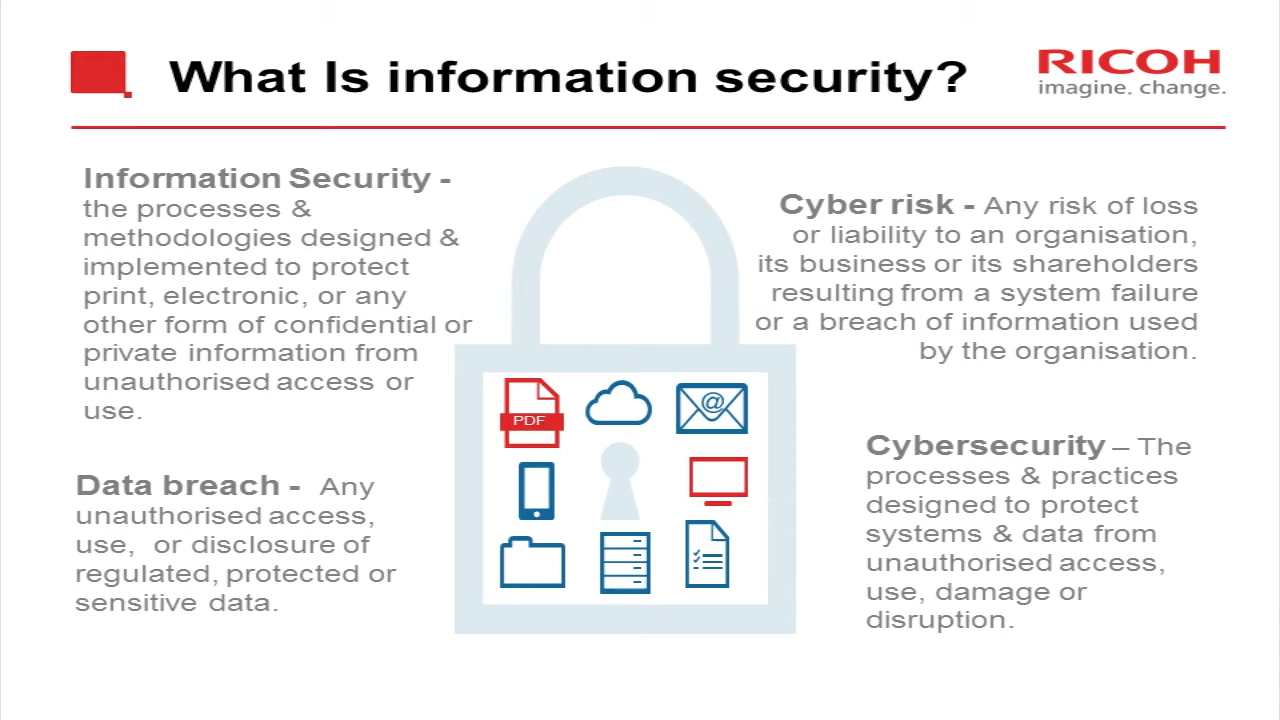 What Is information security?
RICOH
imagine. change.
Information Security -
the processes &
methodologies designed &
implemented to protect
print, electronic, or any
other form of confidential or
private information from
unauthorised access or
use.
Data breach - Any
unauthorised access,
use, or disclosure of
regulated, protected or
sensitive data.
PDF
@
Cyber risk - Any risk of loss
or liability to an organisation,
its business or its shareholders
resulting from a system failure
or a breach of information used
by the organisation.
Cybersecurity – The
processes & practices
designed to protect
systems & data from
unauthorised access,
use, damage or
disruption.